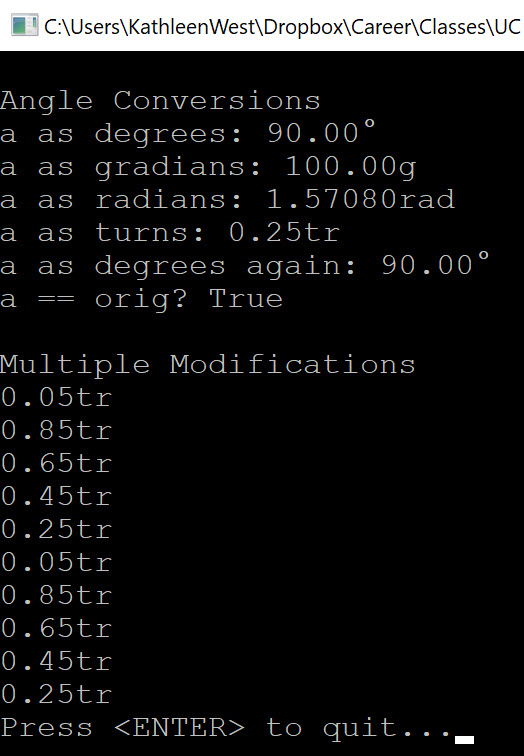 C:\Users\KathleenWest\Dropbox\Career\Classes\UC
Angle Conversions
a as degrees: 90.00°
a as gradians: 100.00g
a as radians: 1.57080rad
a as turns: 0.25tr
a as degrees again: 90.00°
a == orig? True
Multiple Modifications
0.05tr
0.85tr
0.65tr
0.45tr
0.25tr
0.05tr
0.85tr
0.65tr
0.45tr
0.25tr
Press <ENTER> to quit...